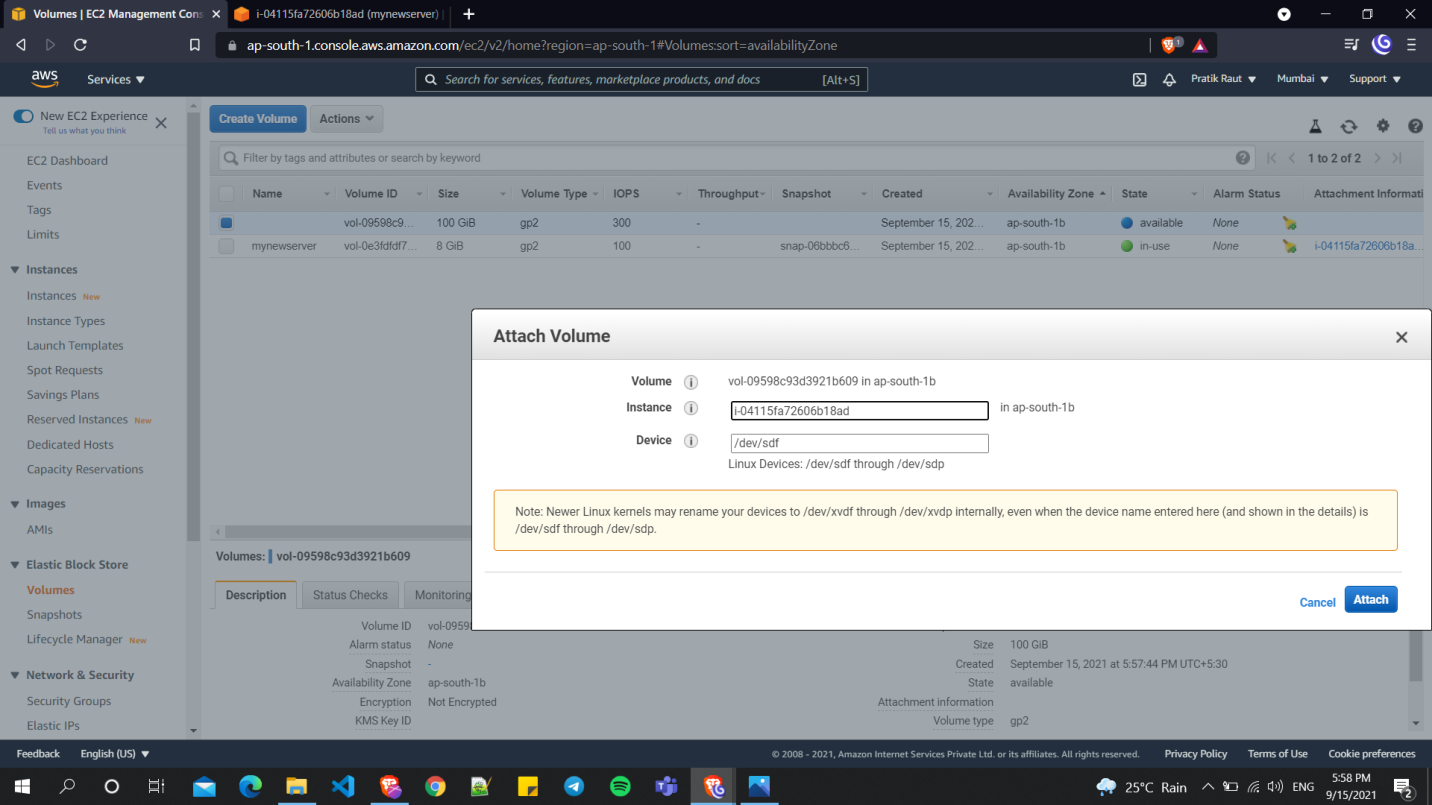 Volumes | EC2 Management Cons
i-04115fa72606b18ad (mynewserver) |
ap-south-1.console.aws.amazon.com/ec2/v2/home?region=ap-south-1#Volumes:sort=availabilityZone
1
aws
Services
Search for services, features, marketplace products, and docs
[Alt+S]
Pratik Raut
Mumbai
Support
New EC2 Experience
Tell us what you think
EC2 Dashboard
Events
Tags
Limits
Instances
Instances New
Instance Types
Launch Templates
Spot Requests
Savings Plans
Reserved Instances New
Dedicated Hosts
Capacity Reservations
Images
AMIs
Elastic Block Store
Volumes
Snapshots
Lifecycle Manager New
Network & Security
Security Groups
Elastic IPs
Create Volume
Actions
Filter by tags and attributes or search by keyword
1 to 2 of 2
Name Volume ID Size Volume Type IOPS Throughput Snapshot Created Availability Zone State Alarm Status Attachment Informati
vol-09598c9... 100 GiB gp2 300 - September 15, 202... ap-south-1b available None
mynewserver vol-0e3fdfdf7... 8 GiB gp2 100 - snap-06bbbc6... September 15, 202... ap-south-1b in-use None i-04115fa72606b18a...
Attach Volume
Volume vol-09598c93d3921b609 in ap-south-1b
Instance i-04115fa72606b18ad in ap-south-1b
Device /dev/sdf
Linux Devices: /dev/sdf through /dev/sdp
Note: Newer Linux kernels may rename your devices to /dev/xvdf through /dev/xvdp internally, even when the device name entered here (and shown in the details) is
/dev/sdf through /dev/sdp.
Cancel
Attach
Volumes: vol-09598c93d3921b609
Description
Status Checks
Monitoring
Volume ID vol-0959
Alarm status None
Size 100 GiB
Snapshot -
Created September 15, 2021 at 5:57:44 PM UTC+5:30
Availability Zone ap-south-1b
State available
Encryption Not Encrypted
Attachment information
KMS Key ID
Volume type gp2
Feedback
English (US)
© 2008 - 2021, Amazon Internet Services Private Ltd. or its affiliates. All rights reserved.
Privacy Policy
Terms of Use
Cookie preferences
25°C Rain
ENG
5:58 PM
9/15/2021
2